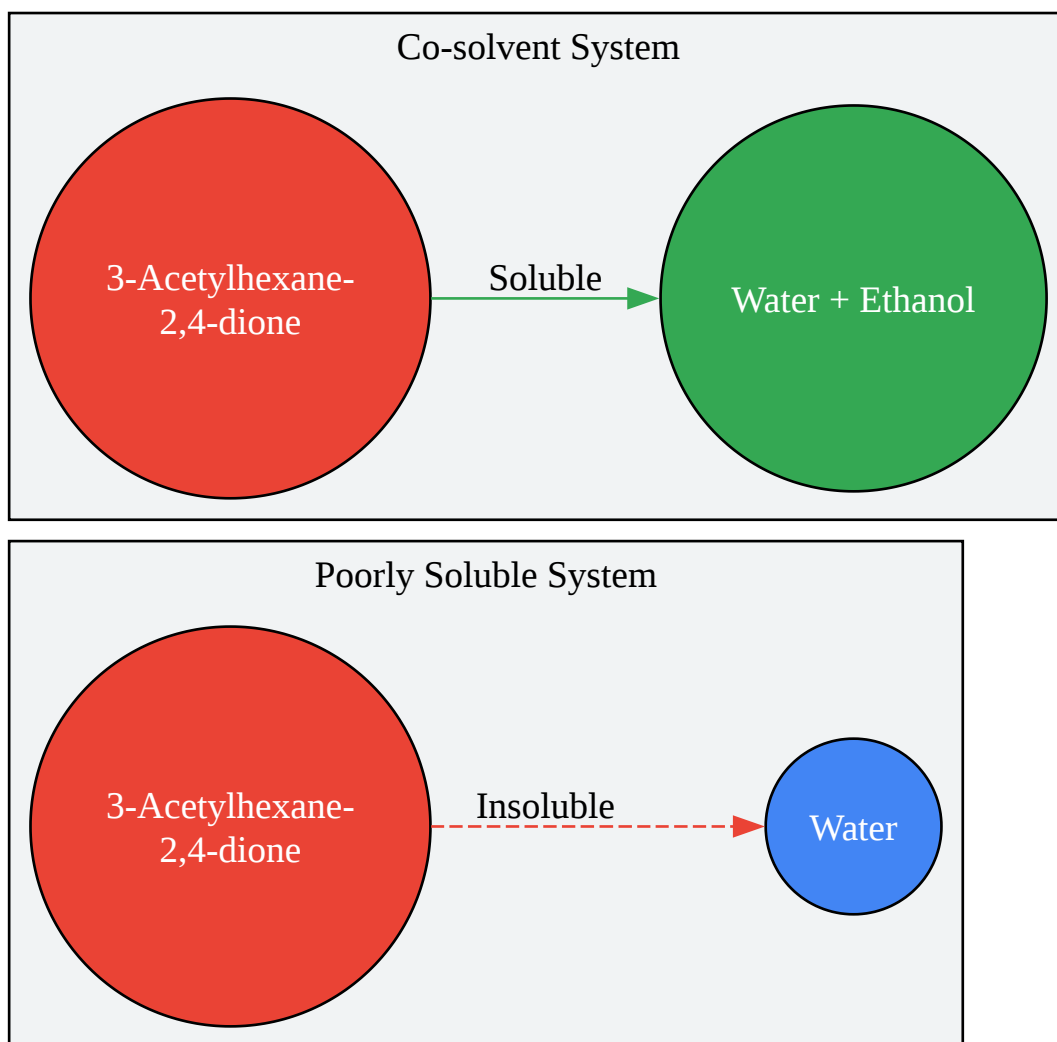 Co-solvent System
3-Acetylhexane-
2,4-dione
Soluble
Water + Ethanol
Poorly Soluble System
3-Acetylhexane-
2,4-dione
Insoluble
Water